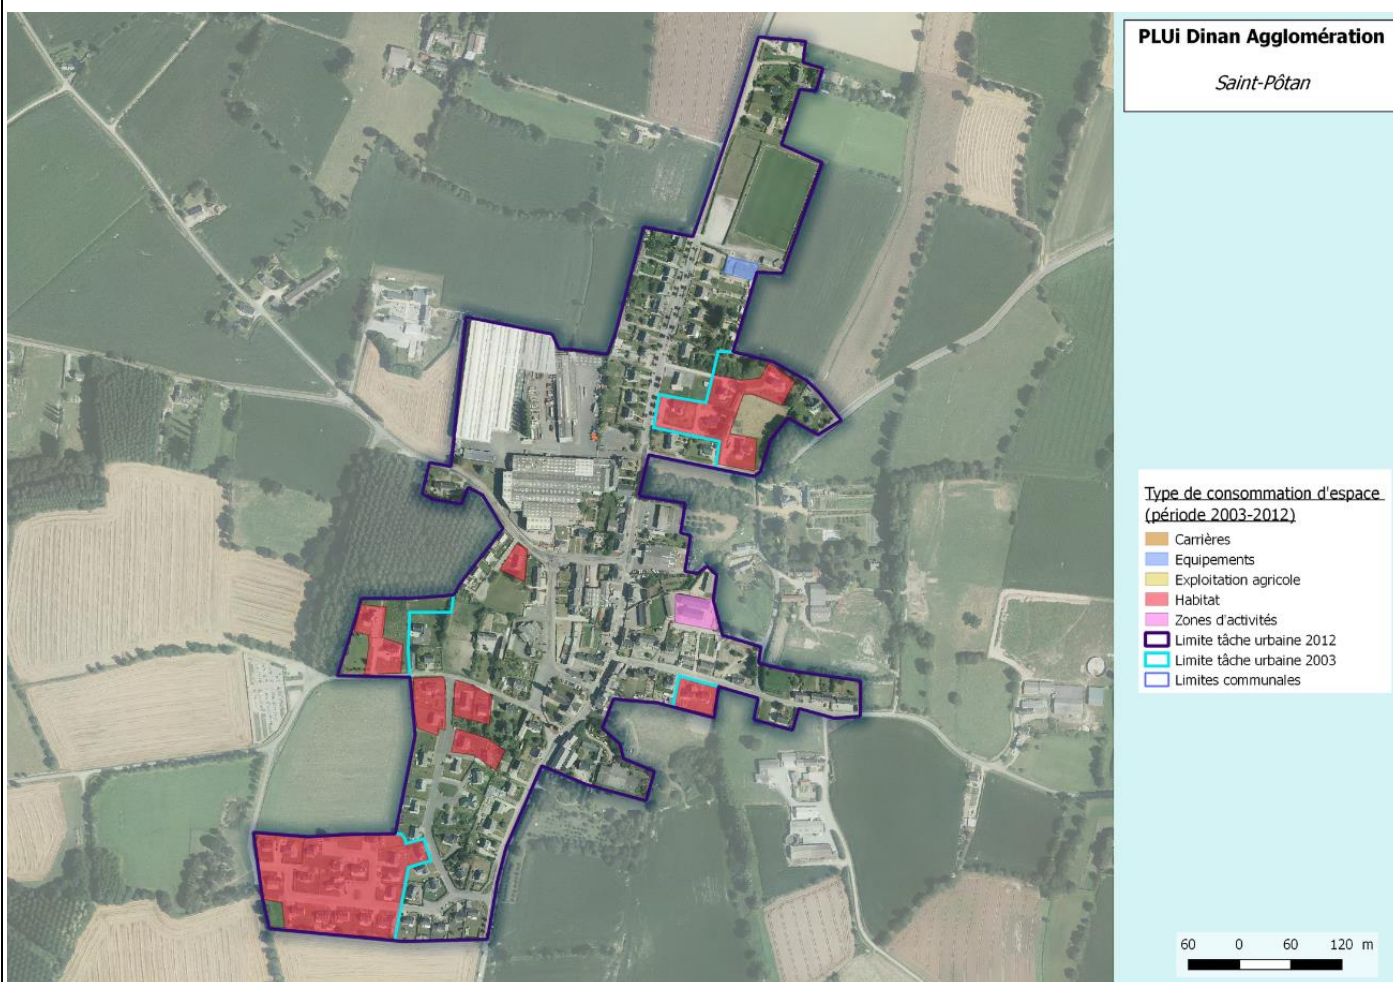 PLUi Dinan Agglomération
Saint-Pôtan
Type de consommation d'espace
(période 2003-2012)
Carrières
Equipements
Exploitation agricole
Habitat
Zones d'activités
Limite tâche urbaine 2012
Limite tâche urbaine 2003
Limites communales
60 0 60 120 m